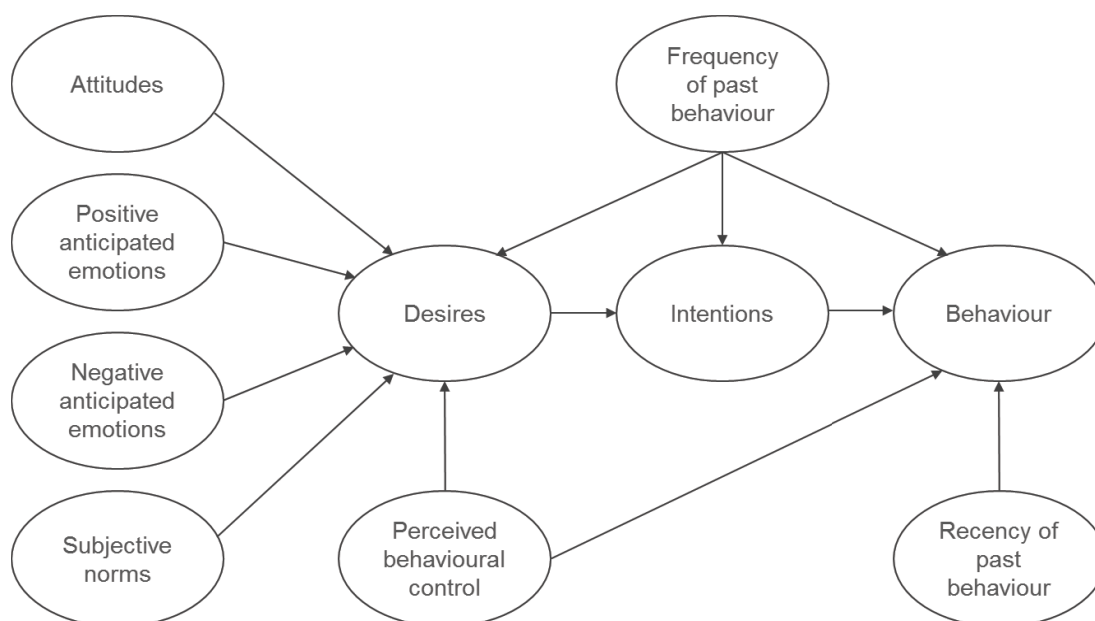 Attitudes
Frequency
of past
behaviour
Positive
anticipated
emotions
Desires
Intentions
Behaviour
Negative
anticipated
emotions
Subjective
norms
Perceived
behavioural
control
Recency of
past
behaviour